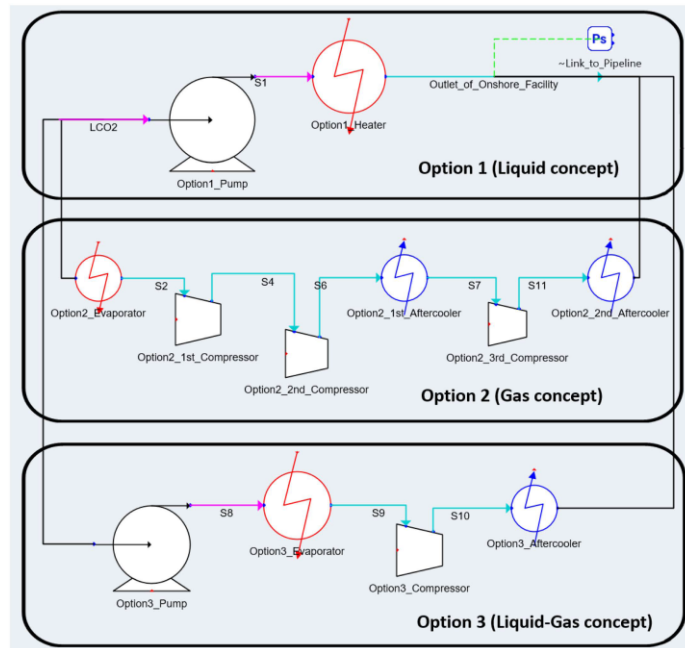 Ps
~Link_to_Pipeline
S1
Outlet_of_Onshore_Facility
LCO2
Option1_Heater
Option1_Pump
Option 1 (Liquid concept)
S2
S4
S6
S7
S11
Option2_Evaporator
Option2_1st_Aftercooler
Option2_2nd_Aftercooler
Option2_1st_Compressor
Option2_3rd_Compressor
Option2_2nd_Compressor
Option 2 (Gas concept)
S8
S9
S10
Option3_Evaporator
Option3_Aftercooler
Option3_Compressor
Option3_Pump
Option 3 (Liquid-Gas concept)